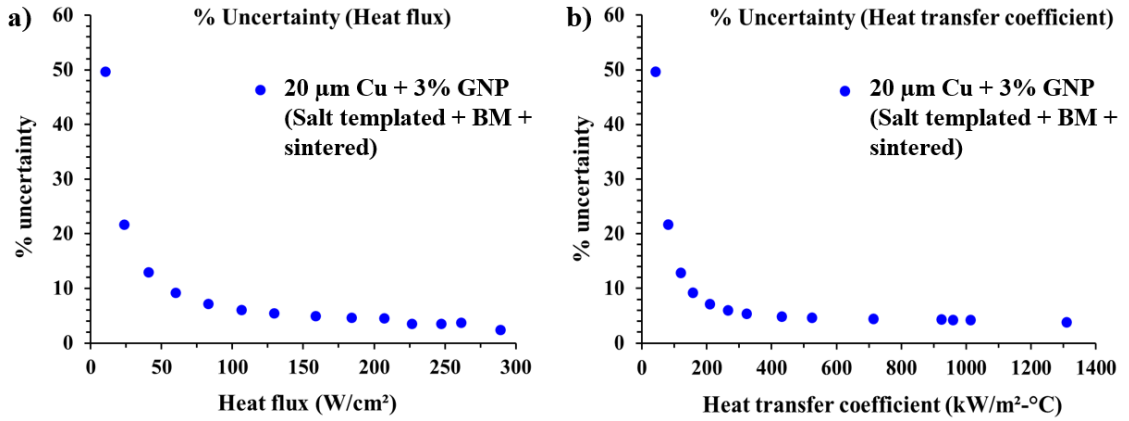 a)
% Uncertainty (Heat flux)
60
50
40
30
20
10
0
% uncertainty
20 µm Cu + 3% GNP
(Salt templated + BM +
sintered)
0 50 100 150 200 250 300
Heat flux (W/cm²)
b)
% Uncertainty (Heat transfer coefficient)
60
50
40
30
20
10
0
% uncertainty
20 µm Cu + 3% GNP
(Salt templated + BM +
sintered)
0 200 400 600 800 1000 1200 1400
Heat transfer coefficient (kW/m²-°C)